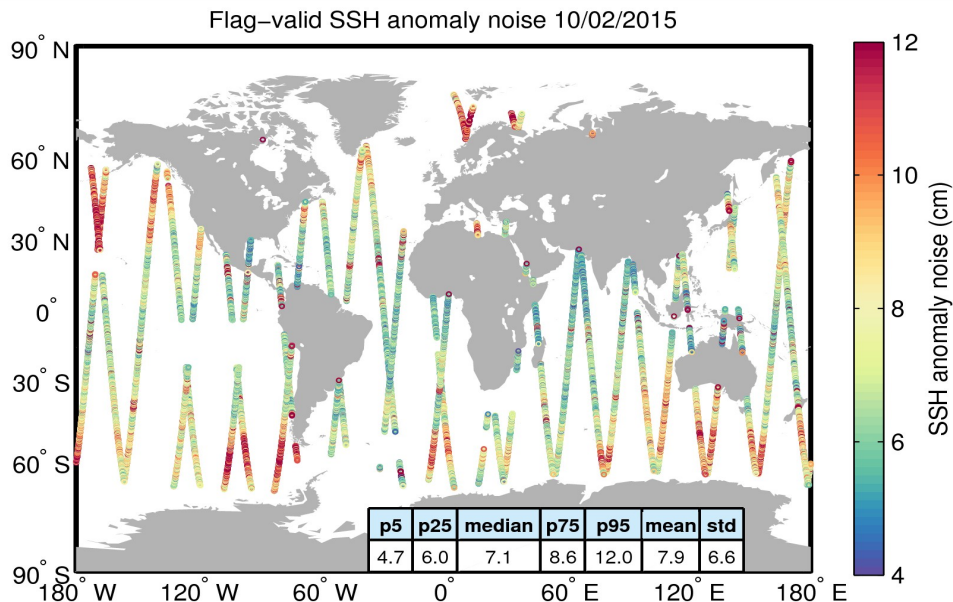 Flag−valid SSH anomaly noise 10/02/2015
90° N
60° N
30° N
0°
30° S
60° S
90° S
180° W
120° W
60° W
0°
60° E
120° E
180° E
p5 p25 median p75 p95 mean std
4.7 6.0 7.1 8.6 12.0 7.9 6.6
12
10
8
6
4
SSH anomaly noise (cm)